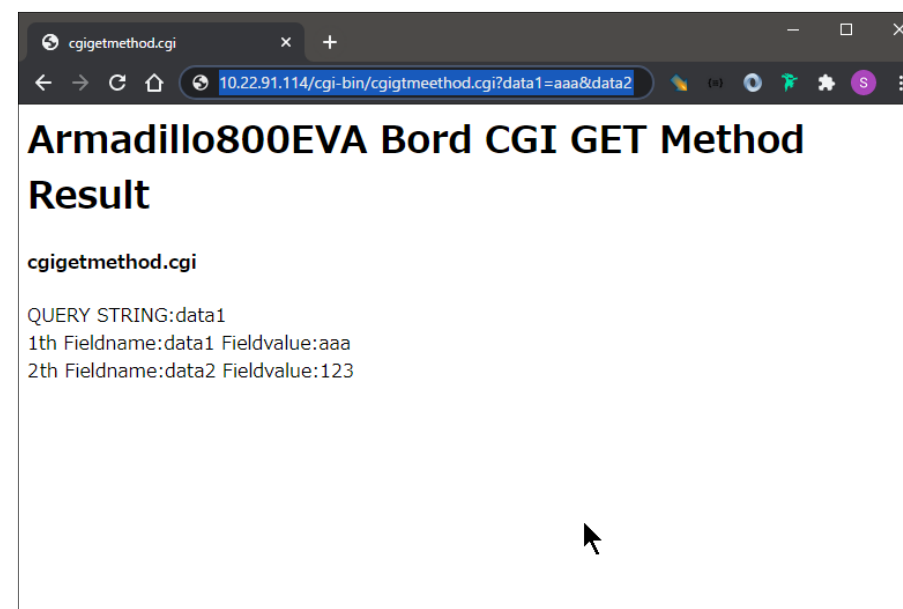 cgigetmethod.cgi
10.22.91.114/cgi-bin/cgigtmeethod.cgi?data1=aaa&data2
S
Armadillo800EVA Bord CGI GET Method
Result
cgigetmethod.cgi
QUERY STRING:data1
1th Fieldname:data1 Fieldvalue:aaa
2th Fieldname:data2 Fieldvalue:123